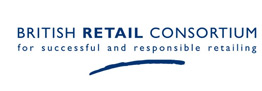 BRITISH RETAIL CONSORTIUM
for successful and responsible retailing